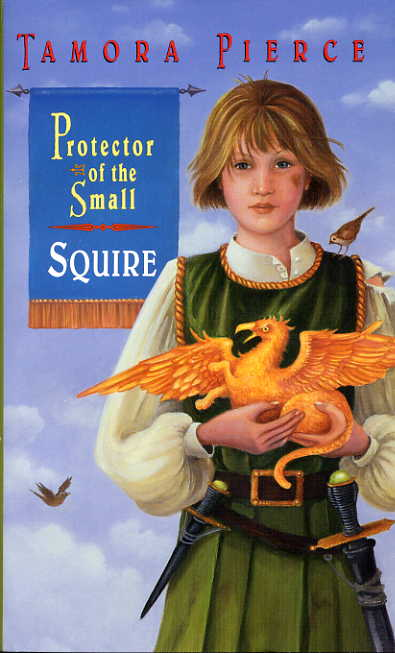 TAMORA PIERCE
Protector
of the
Small
SQUIRE